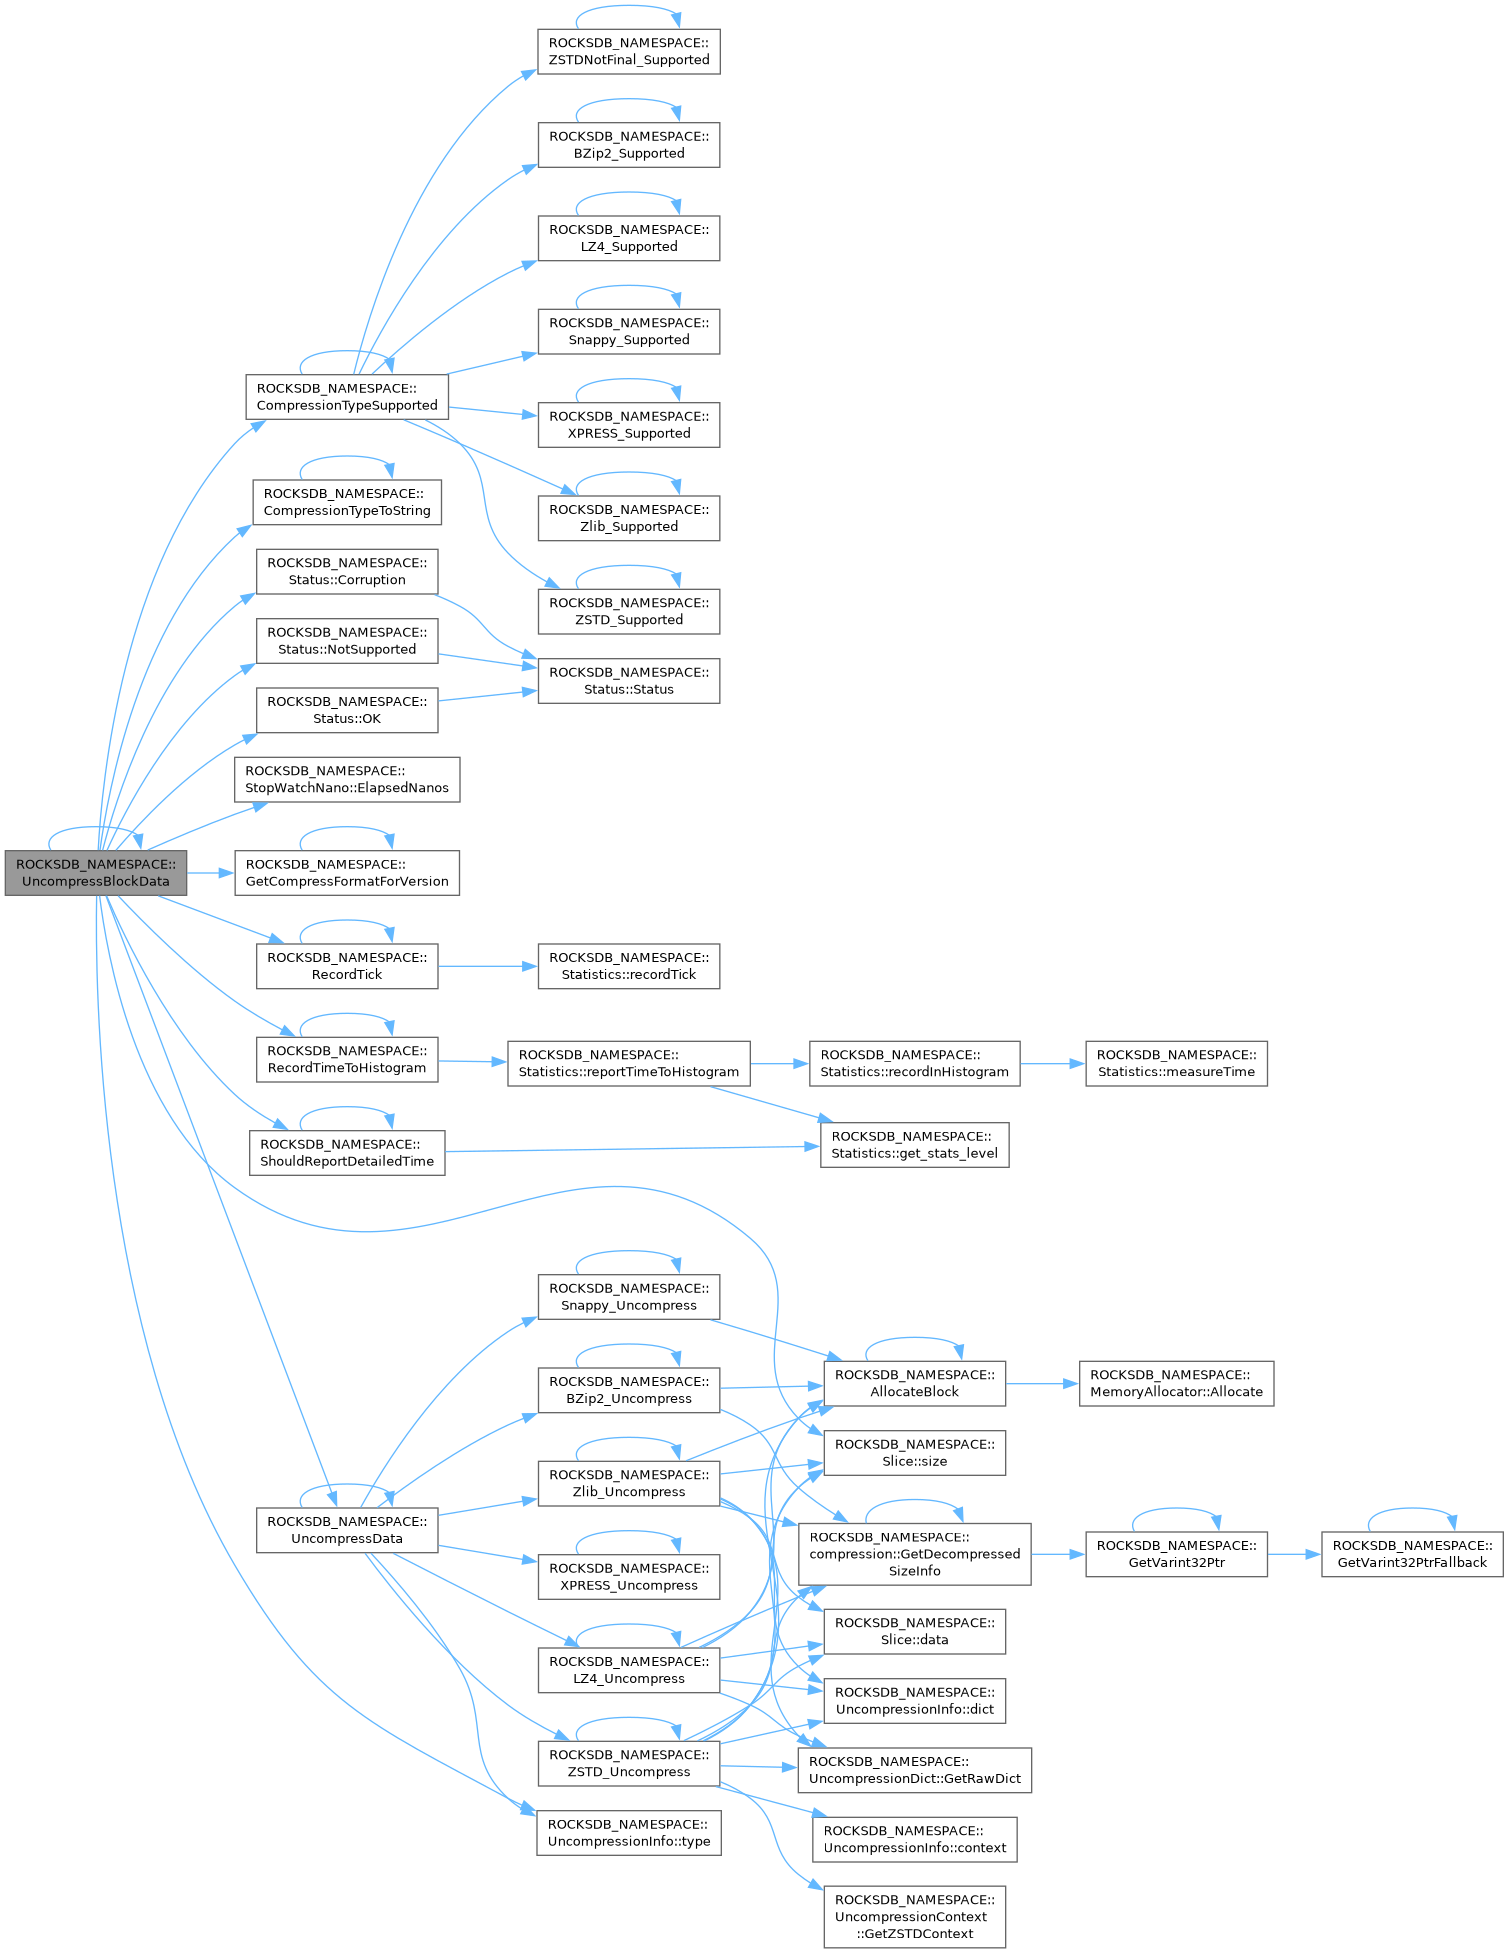 ROCKSDB_NAMESPACE::
ZSTDNotFinal_Supported
ROCKSDB_NAMESPACE::
BZip2_Supported
ROCKSDB_NAMESPACE::
LZ4_Supported
ROCKSDB_NAMESPACE::
Snappy_Supported
ROCKSDB_NAMESPACE::
CompressionTypeSupported
ROCKSDB_NAMESPACE::
XPRESS_Supported
ROCKSDB_NAMESPACE::
CompressionTypeToString
ROCKSDB_NAMESPACE::
Zlib_Supported
ROCKSDB_NAMESPACE::
Status::Corruption
ROCKSDB_NAMESPACE::
ZSTD_Supported
ROCKSDB_NAMESPACE::
Status::NotSupported
ROCKSDB_NAMESPACE::
Status::Status
ROCKSDB_NAMESPACE::
Status::OK
ROCKSDB_NAMESPACE::
StopWatchNano::ElapsedNanos
ROCKSDB_NAMESPACE::
UncompressBlockData
ROCKSDB_NAMESPACE::
GetCompressFormatForVersion
ROCKSDB_NAMESPACE::
RecordTick
ROCKSDB_NAMESPACE::
Statistics::recordTick
ROCKSDB_NAMESPACE::
RecordTimeToHistogram
ROCKSDB_NAMESPACE::
Statistics::reportTimeToHistogram
ROCKSDB_NAMESPACE::
Statistics::recordInHistogram
ROCKSDB_NAMESPACE::
Statistics::measureTime
ROCKSDB_NAMESPACE::
ShouldReportDetailedTime
ROCKSDB_NAMESPACE::
Statistics::get_stats_level
ROCKSDB_NAMESPACE::
Snappy_Uncompress
ROCKSDB_NAMESPACE::
BZip2_Uncompress
ROCKSDB_NAMESPACE::
AllocateBlock
ROCKSDB_NAMESPACE::
MemoryAllocator::Allocate
ROCKSDB_NAMESPACE::
Slice::size
ROCKSDB_NAMESPACE::
Zlib_Uncompress
ROCKSDB_NAMESPACE::
UncompressData
ROCKSDB_NAMESPACE::
compression::GetDecompressed
SizeInfo
ROCKSDB_NAMESPACE::
GetVarint32Ptr
ROCKSDB_NAMESPACE::
GetVarint32PtrFallback
ROCKSDB_NAMESPACE::
XPRESS_Uncompress
ROCKSDB_NAMESPACE::
Slice::data
ROCKSDB_NAMESPACE::
LZ4_Uncompress
ROCKSDB_NAMESPACE::
UncompressionInfo::dict
ROCKSDB_NAMESPACE::
ZSTD_Uncompress
ROCKSDB_NAMESPACE::
UncompressionDict::GetRawDict
ROCKSDB_NAMESPACE::
UncompressionInfo::type
ROCKSDB_NAMESPACE::
UncompressionInfo::context
ROCKSDB_NAMESPACE::
UncompressionContext
::GetZSTDContext